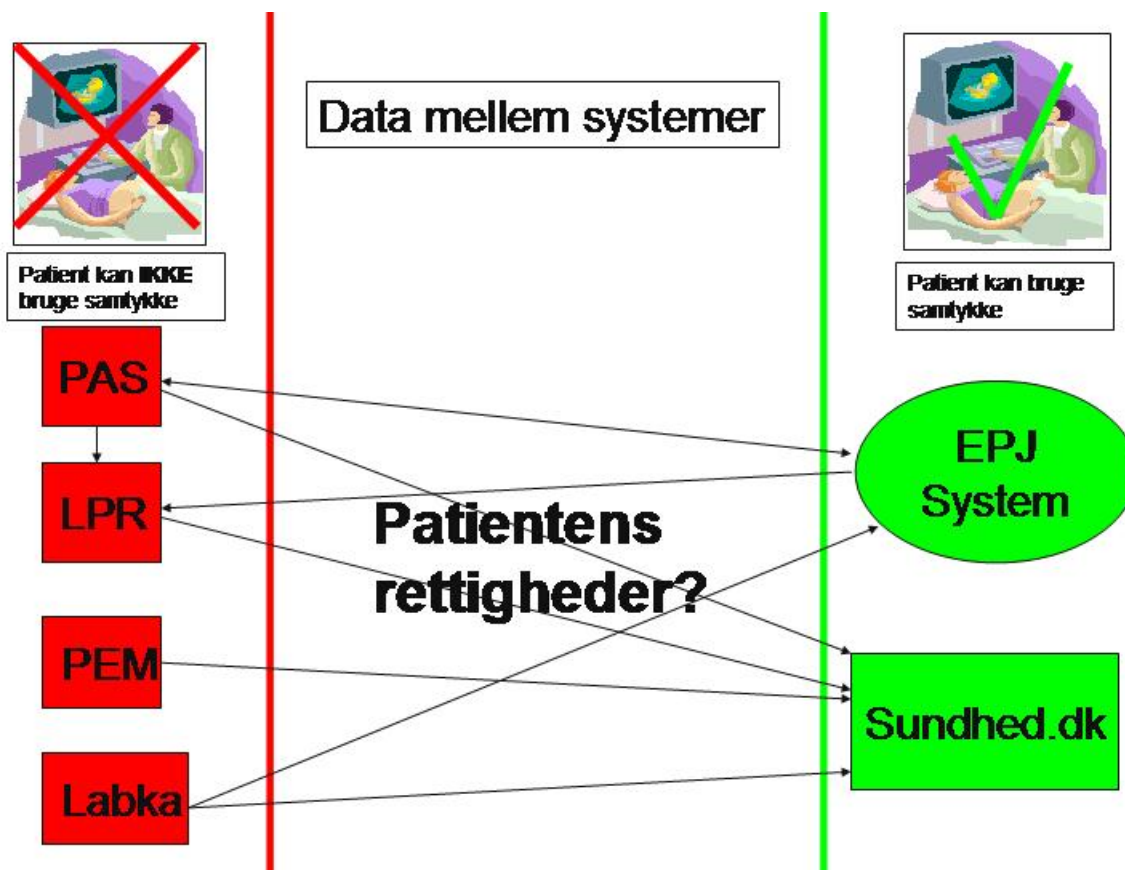 Data mellem systemer
Patient kan IKKE
bruge samtykke
Patient kan bruge
samtykke
PAS
LPR
PEM
Labka
Patientens
rettigheder?
EPJ
System
Sundhed.dk